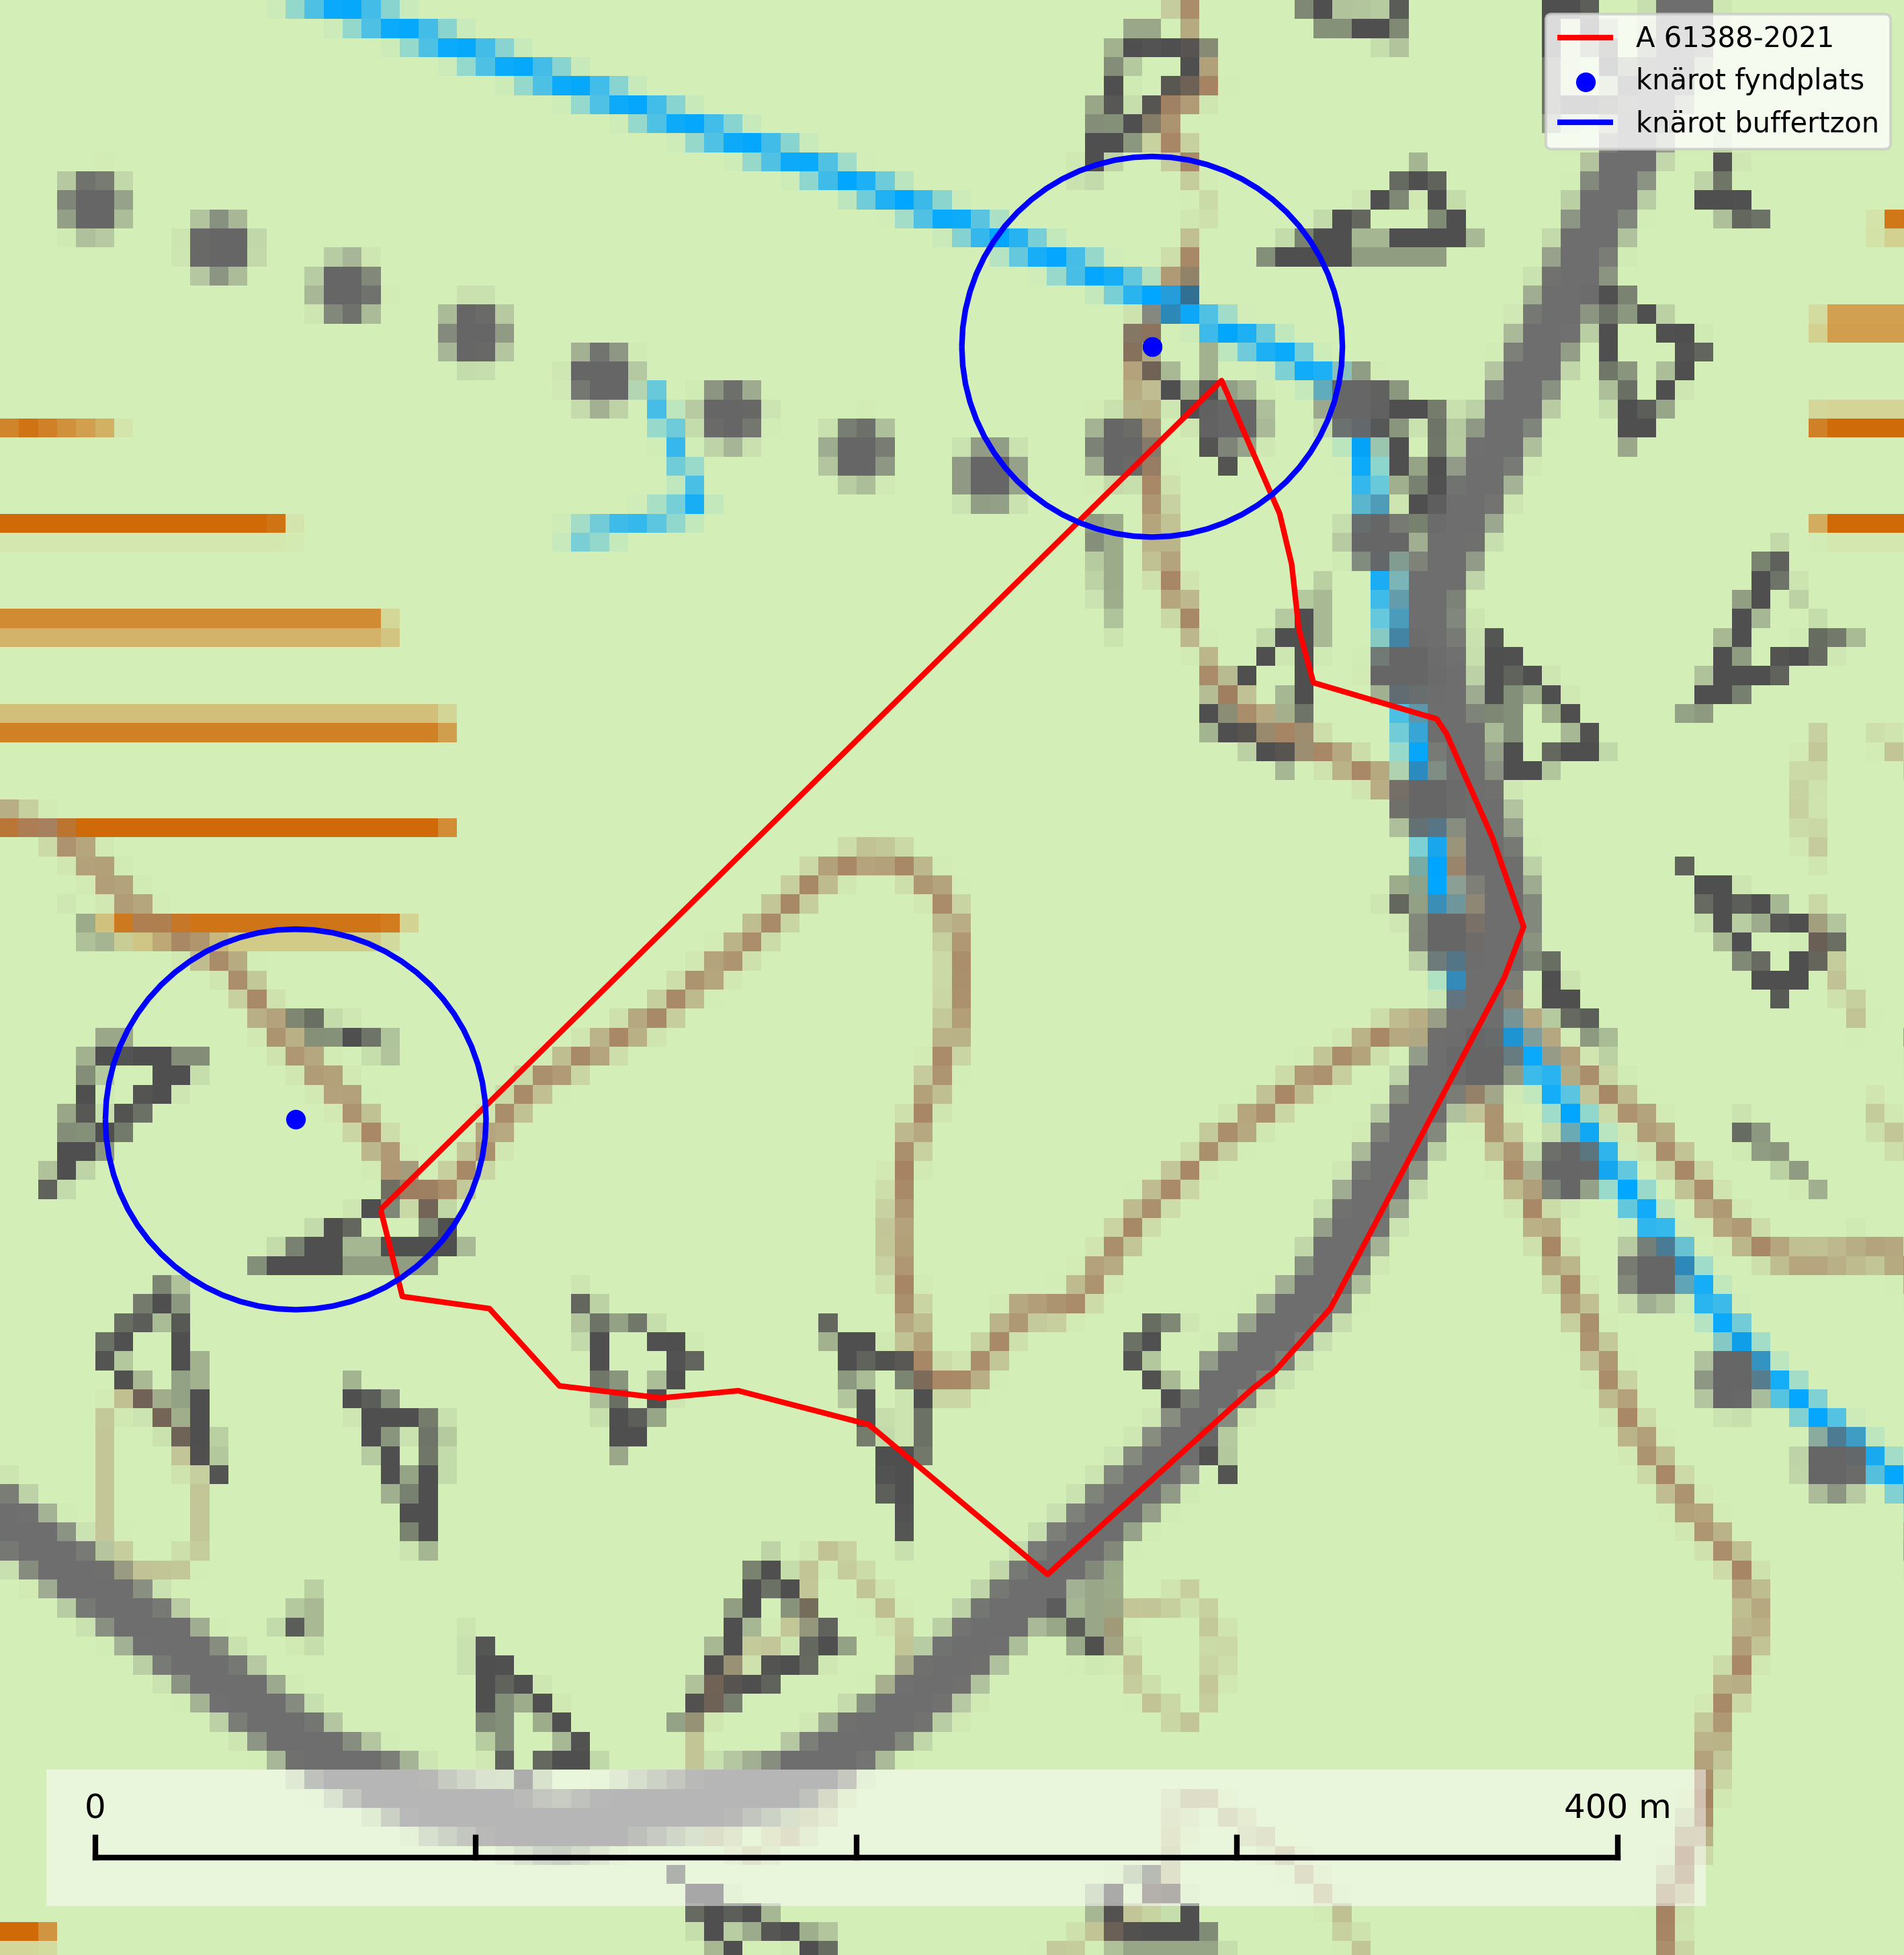 A 61388-2021
knärot fyndplats
knärot buffertzon
0 400 m